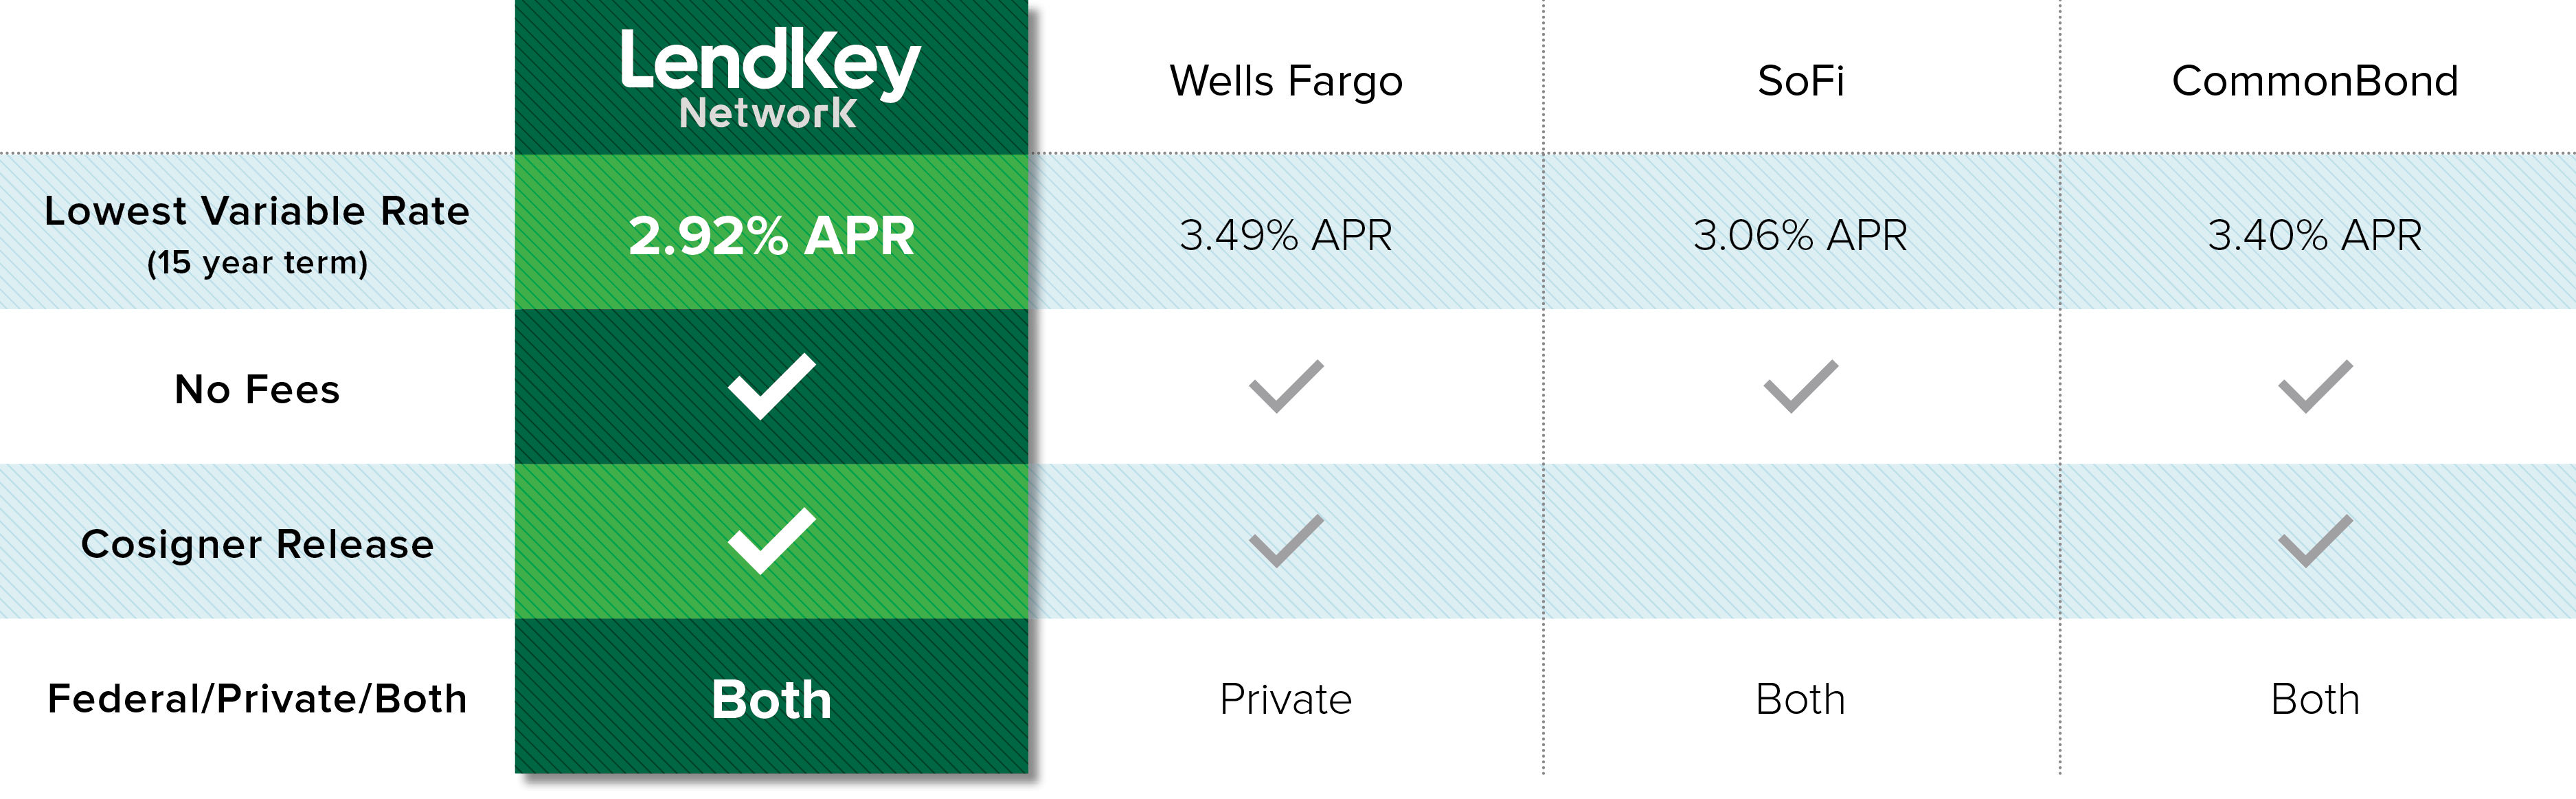 LendKey
Network
Wells Fargo
SoFi
CommonBond
Lowest Variable Rate
(15 year term)
2.92% APR
3.49% APR
3.06% APR
3.40% APR
No Fees
Cosigner Release
Federal/Private/Both
Both
Private
Both
Both